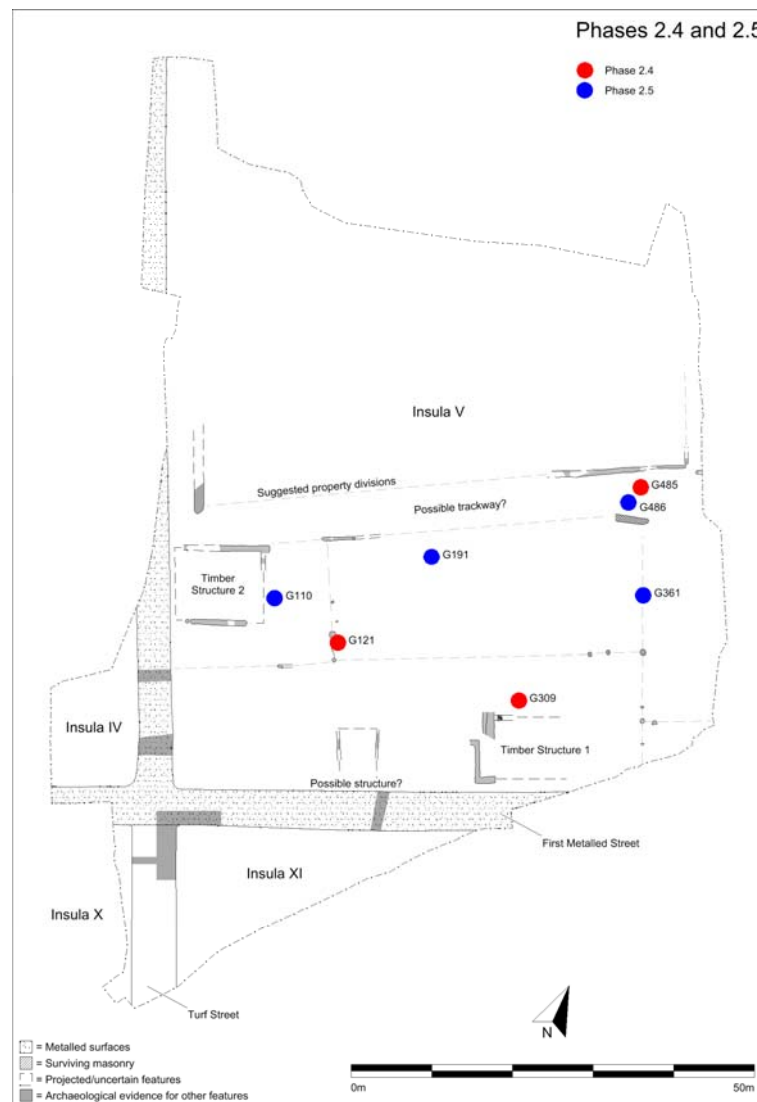 Phases 2.4 and 2.5
Phase 2.4
Phase 2.5
Insula V
Suggested property divisions
Possible trackway?
G485
G486
G191
Timber
Structure 2
G110
G361
G121
G309
Insula IV
Timber Structure 1
Possible structure?
First Metalled Street
Insula XI
Insula X
Turf Street
N
= Metalled surfaces
= Surviving masonry
= Projected/uncertain features
= Archaeological evidence for other features
0m
50m